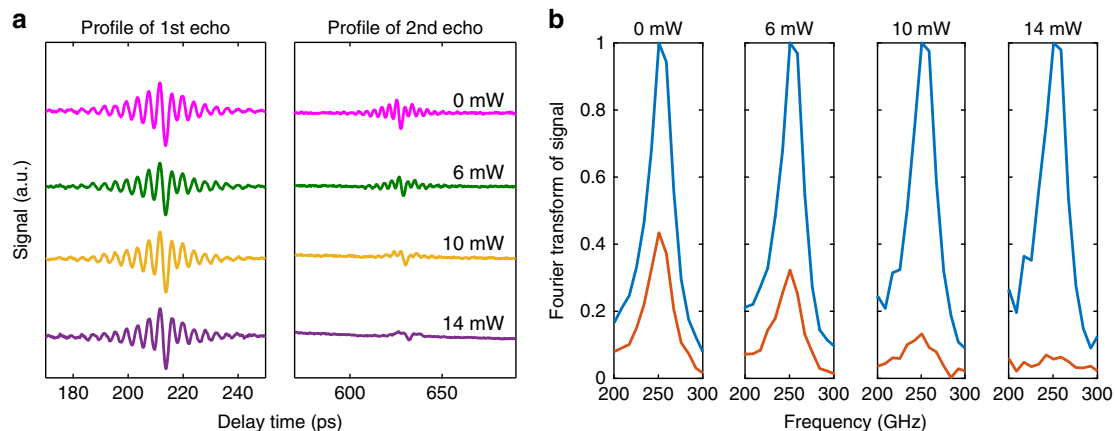 a
Profile of 1st echo
Profile of 2nd echo
0 mW
6 mW
10 mW
14 mW
Signal (a.u.)
200 220 240
600 650
Delay time (ps)
b
0 mW 6 mW 10 mW 14 mW
Fourier transform of signal
1
0.8
0.6
0.4
0.2
0
200 250 300 200 250 300 200 250 300 200 250 300
Frequency (GHz)